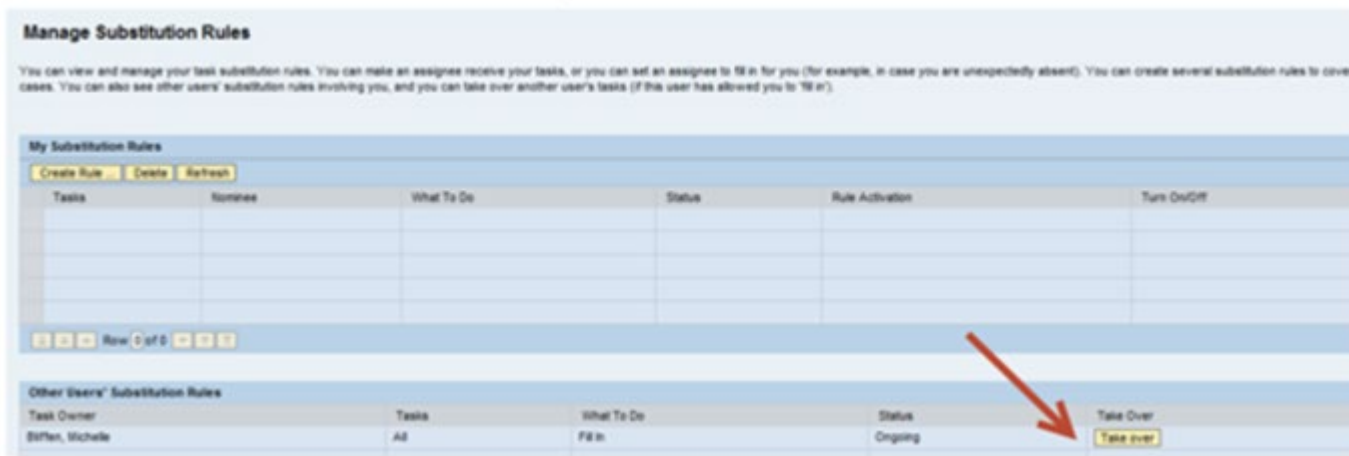 Manage Substitution Rules
You can view and manage your task substitution rules. You can make an assignee receive your tasks, or you can set an assignee to fill in for you (for example, in case you are unexpectedly absent). You can create several substitution rules to cove
cases. You can also see other users' substitution rules involving you, and you can take over another user's tasks (if this user has allowed you to 'fill in').
My Substitution Rules
Create Rule ... Delete Refresh
Tasks Nominee What To Do Status Rule Activation Turn On/Off
Row 0 of 0
Other Users' Substitution Rules
Task Owner Tasks What To Do Status Take Over
Michelle All Fill In Ongoing Take over